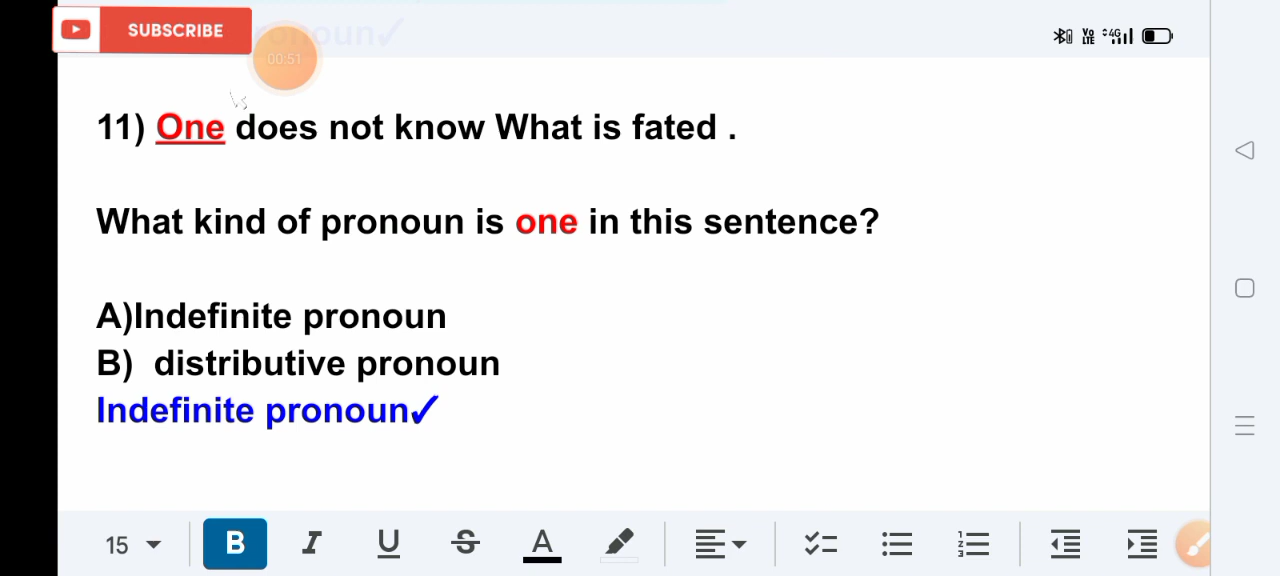 SUBSCRIBE
00:51
11) One does not know What is fated .
What kind of pronoun is one in this sentence?
A)Indefinite pronoun
B) distributive pronoun
Indefinite pronoun✓
15